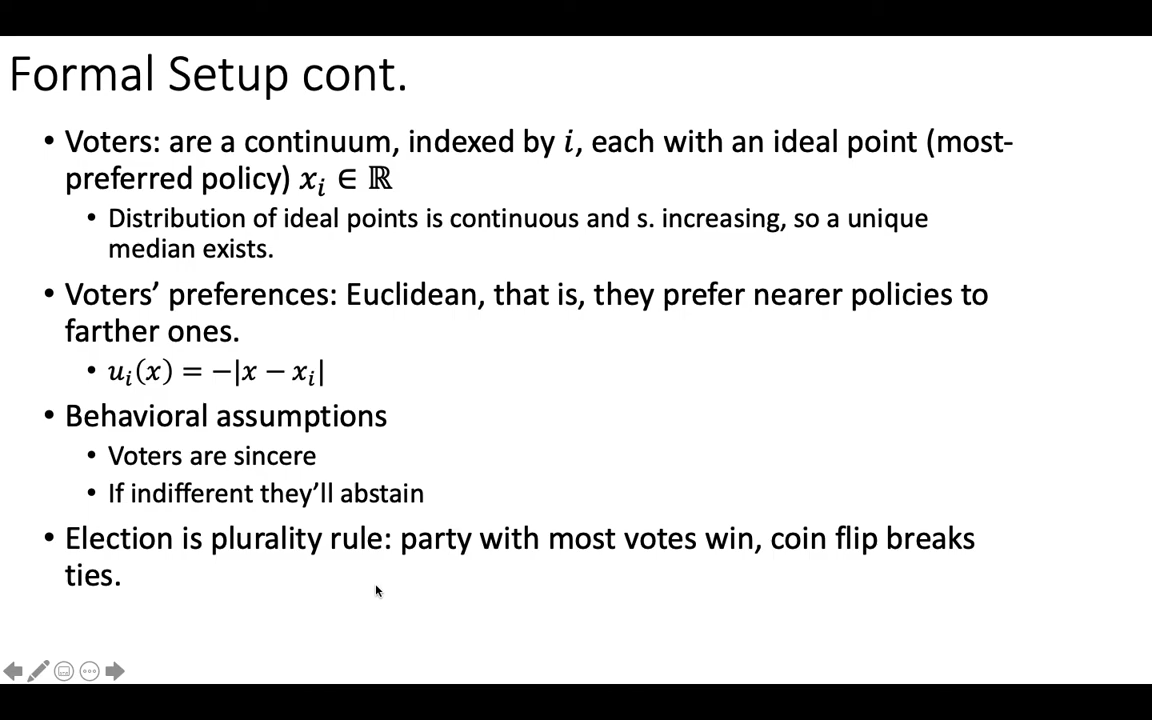 Formal Setup cont.
• Voters: are a continuum, indexed by 𝑖, each with an ideal point (most-
preferred policy) 𝑥ᵢ ∈ ℝ
• Distribution of ideal points is continuous and s. increasing, so a unique
median exists.
• Voters’ preferences: Euclidean, that is, they prefer nearer policies to
farther ones.
• 𝑢ᵢ(𝑥) = −|𝑥 − 𝑥ᵢ|
• Behavioral assumptions
• Voters are sincere
• If indifferent they’ll abstain
• Election is plurality rule: party with most votes win, coin flip breaks
ties.